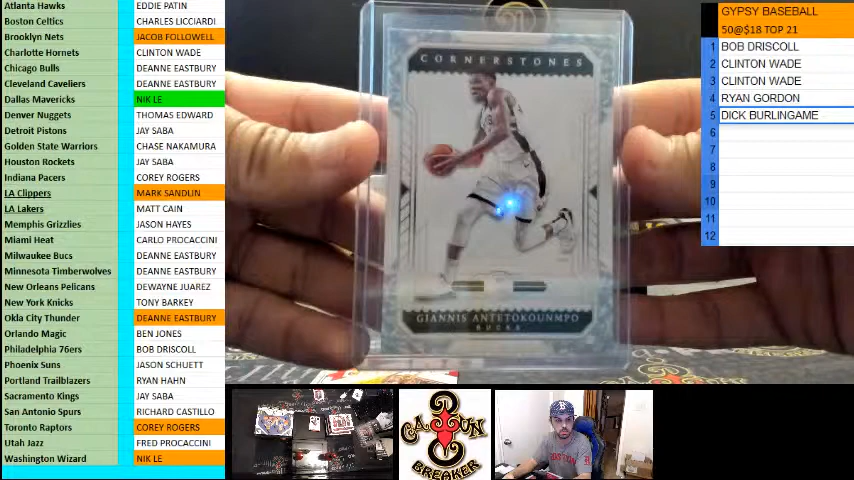 Atlanta Hawks EDDIE PATIN
Boston Celtics CHARLES LICCIARDI
Brooklyn Nets JACOB FOLLOWELL
Charlotte Hornets CLINTON WADE
Chicago Bulls DEANNE EASTBURY
Cleveland Caveliers DEANNE EASTBURY
Dallas Mavericks NIK LE
Denver Nuggets THOMAS EDWARD
Detroit Pistons JAY SABA
Golden State Warriors CHASE NAKAMURA
Houston Rockets JAY SABA
Indiana Pacers COREY ROGERS
LA Clippers MARK SANDLIN
LA Lakers MATT CAIN
Memphis Grizzlies JASON HAYES
Miami Heat CARLO PROCACCINI
Milwaukee Bucs DEANNE EASTBURY
Minnesota Timberwolves DEANNE EASTBURY
New Orleans Pelicans DEWAYNE JUAREZ
New York Knicks TONY BARKEY
Okla City Thunder DEANNE EASTBURY
Orlando Magic BEN JONES
Philadelphia 76ers BOB DRISCOLL
Phoenix Suns JASON SCHUETT
Portland Trailblazers RYAN HAHN
Sacramento Kings JAY SABA
San Antonio Spurs RICHARD CASTILLO
Toronto Raptors COREY ROGERS
Utah Jazz FRED PROCACCINI
Washington Wizard NIK LE
CORNERSTONES
GIANNIS ANTETOKOUNMPO
BUCKS
GYPSY BASEBALL
50@$18 TOP 21
1 BOB DRISCOLL
2 CLINTON WADE
3 CLINTON WADE
4 RYAN GORDON
5 DICK BURLINGAME
6
7
8
9
10
11
12
CAJUN
BREAKER
BOSTON